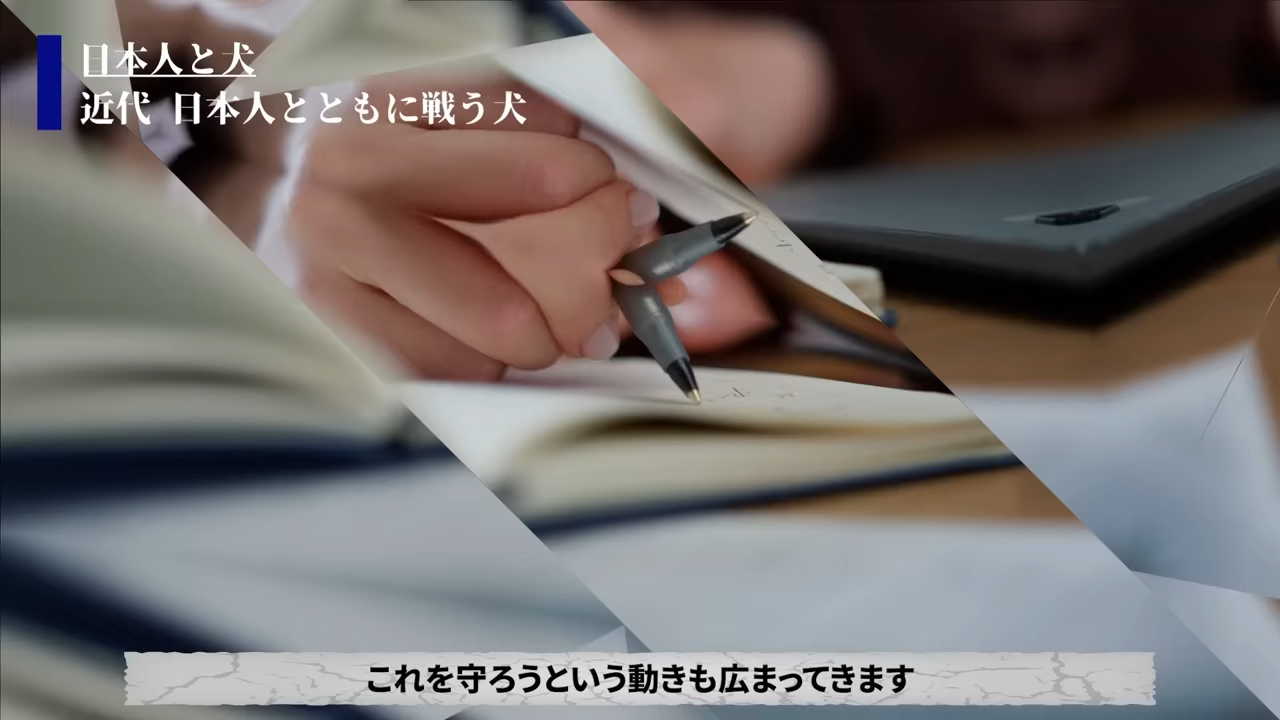 日本人と犬
近代 日本人とともに戦う犬
これを守ろうという動きも広まってきます